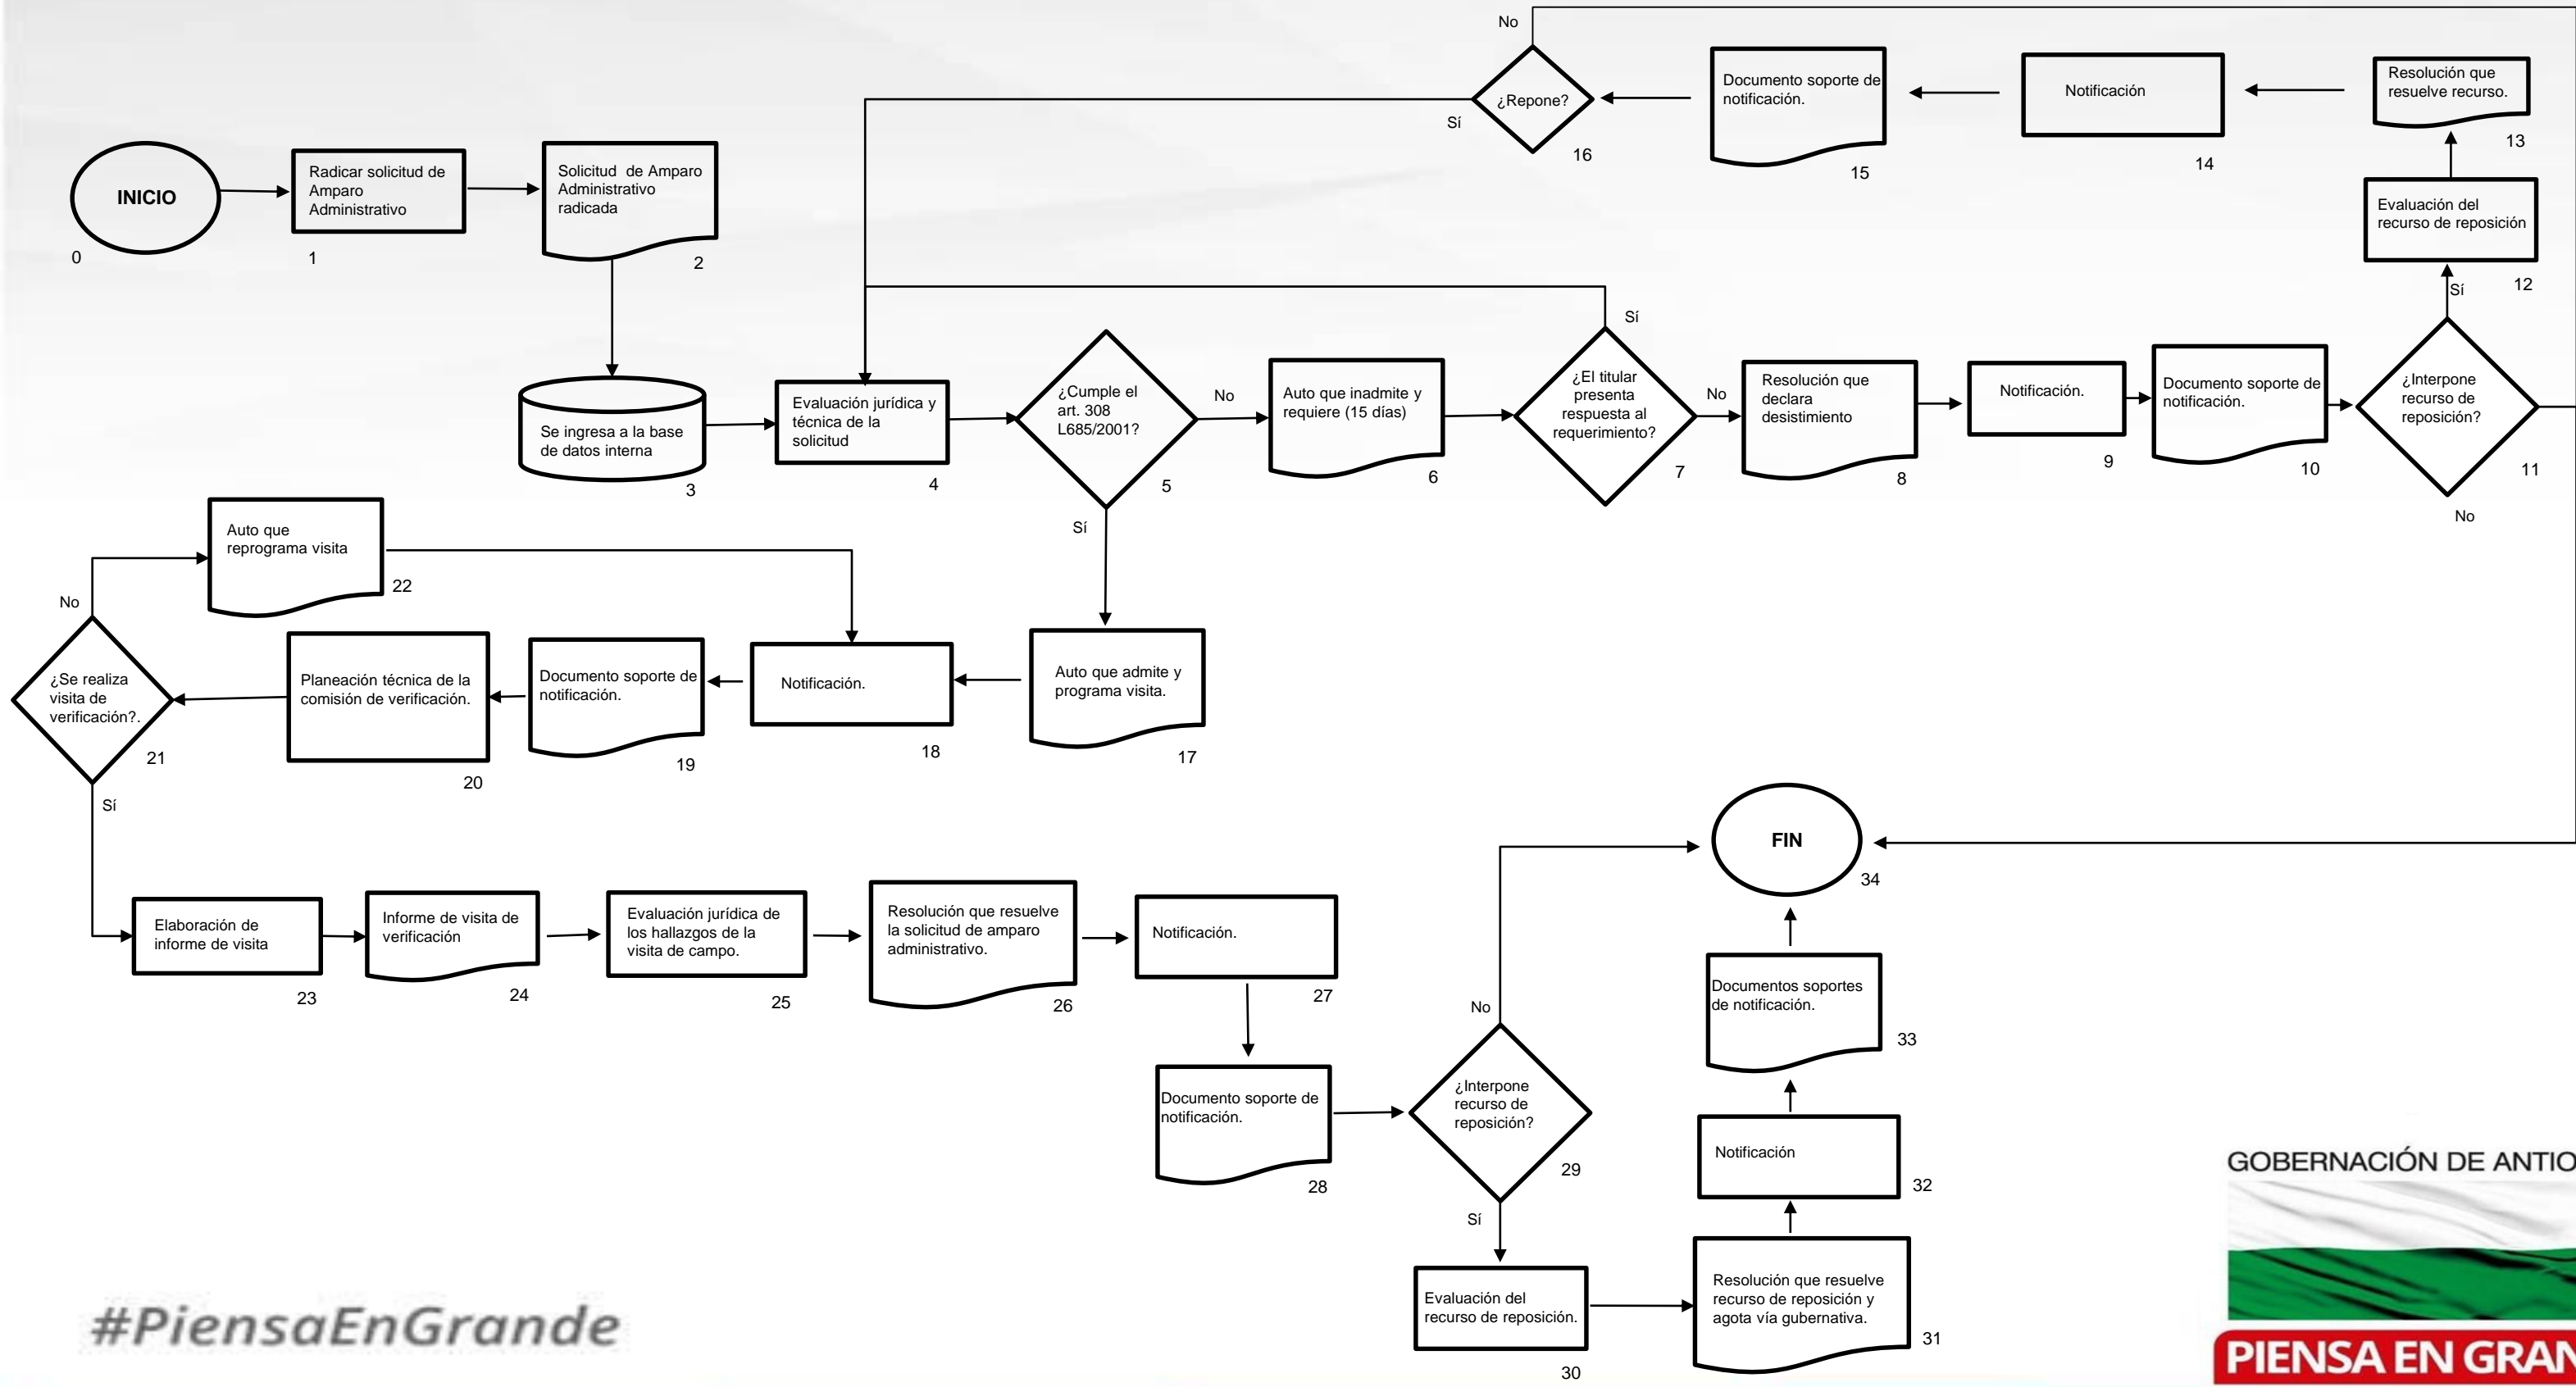 No
¿Repone?
Sí
16
Documento soporte de
notificación.
15
Notificación
14
Resolución que
resuelve recurso.
13
INICIO
0
Radicar solicitud de
Amparo
Administrativo
1
Solicitud  de Amparo
Administrativo
radicada
2
Evaluación del
recurso de reposición
12
Sí
Se ingresa a la base
de datos interna
3
Evaluación jurídica y
técnica de la
solicitud
4
¿Cumple el
art. 308
L685/2001?
5
No
Sí
Auto que inadmite y
requiere (15 días)
6
Sí
¿El titular
presenta
respuesta al
requerimiento?
7
No
Resolución que
declara
desistimiento
8
Notificación.
9
Documento soporte de
notificación.
10
¿Interpone
recurso de
reposición?
11
No
Auto que
reprograma visita
22
No
¿Se realiza
visita de
verificación?.
21
Sí
Planeación técnica de la
comisión de verificación.
20
Documento soporte de
notificación.
19
Notificación.
18
Auto que admite y
programa visita.
17
FIN
34
Elaboración de
informe de visita
23
Informe de visita de
verificación
24
Evaluación jurídica de
los hallazgos de la
visita de campo.
25
Resolución que resuelve
la solicitud de amparo
administrativo.
26
Notificación.
27
Documento soporte de
notificación.
28
No
¿Interpone
recurso de
reposición?
29
Sí
Documentos soportes
de notificación.
33
Notificación
32
Evaluación del
recurso de reposición.
30
Resolución que resuelve
recurso de reposición y
agota vía gubernativa.
31
#PiensaEnGrande
GOBERNACIÓN DE ANTIO
PIENSA EN GRAN